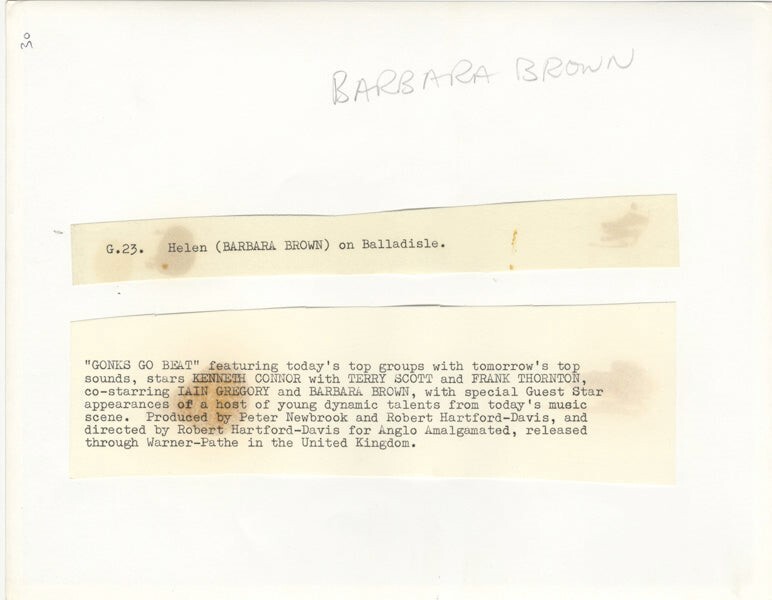 30
BARBARA BROWN
G.23. Helen (BARBARA BROWN) on Balladisle.
"GONKS GO BEAT" featuring today's top groups with tomorrow's top
sounds, stars KENNETH CONNOR with TERRY SCOTT and FRANK THORNTON,
co-starring IAIN GREGORY and BARBARA BROWN, with special Guest Star
appearances of a host of young dynamic talents from today's music
scene. Produced by Peter Newbrook and Robert Hartford-Davis, and
directed by Robert Hartford-Davis for Anglo Amalgamated, released
through Warner-Pathe in the United Kingdom.